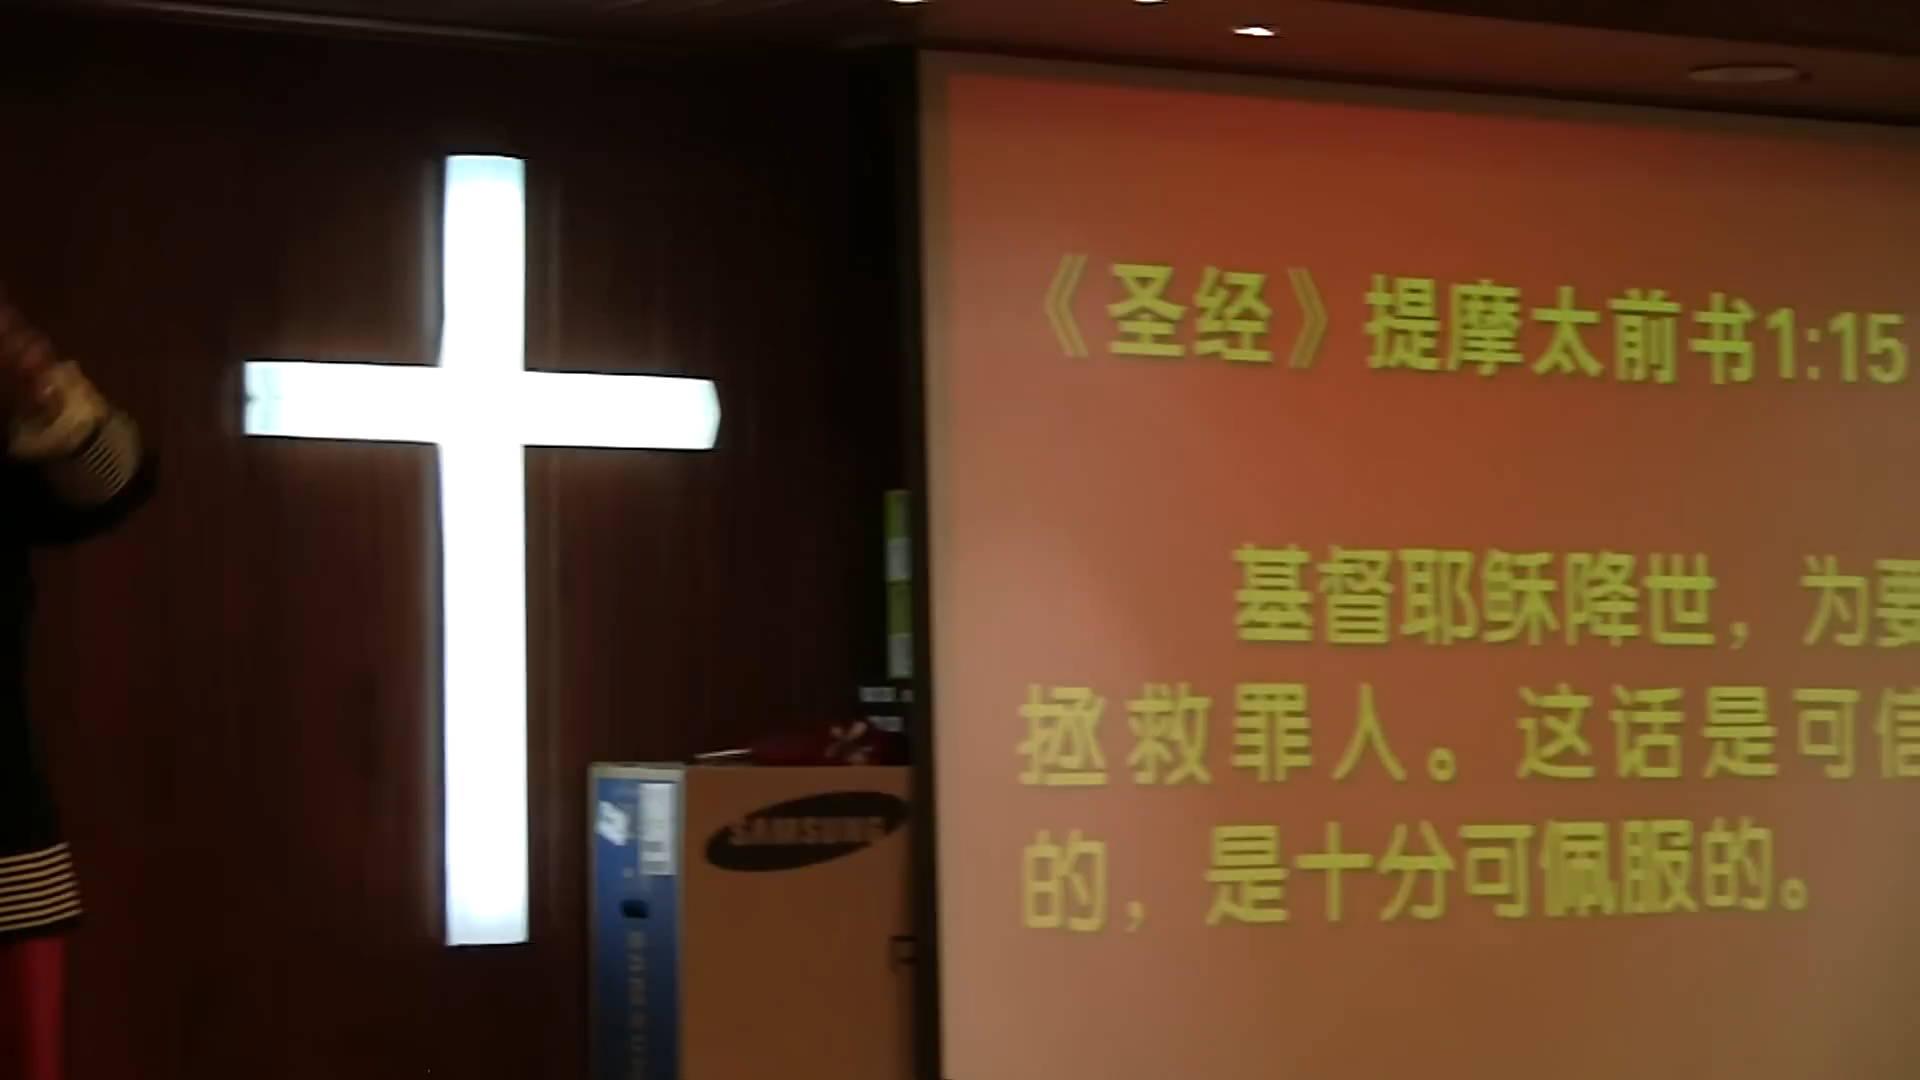 《圣经》提摩太前书1:15
基督耶稣降世，为要
拯救罪人。这话是可信
的，是十分可佩服的。
SAMSUNG